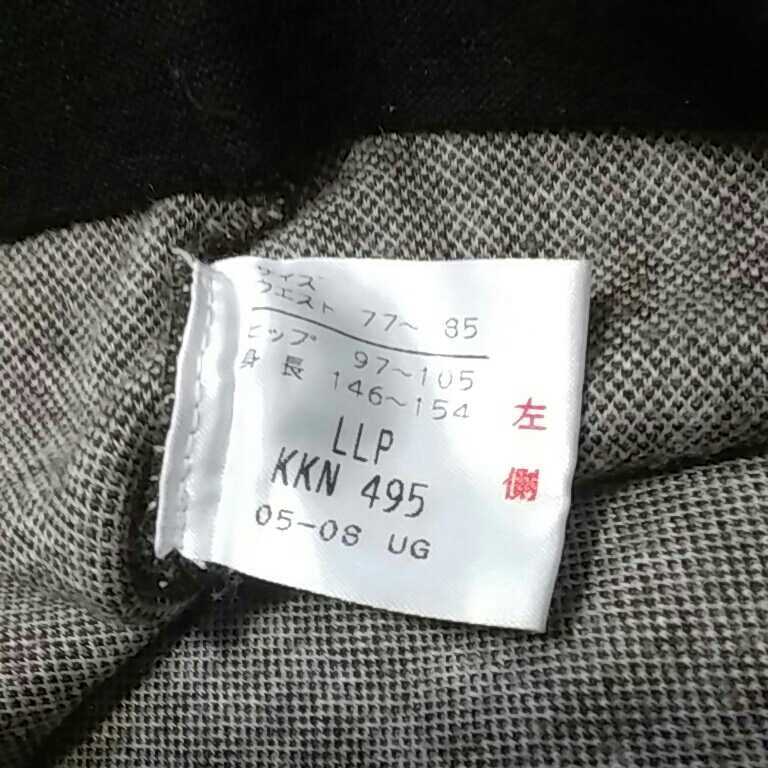 サイズ
ウエスト 77～ 85
ヒップ 97～105
身長 146～154
LLP
KKN 495
05-08 UG
左側